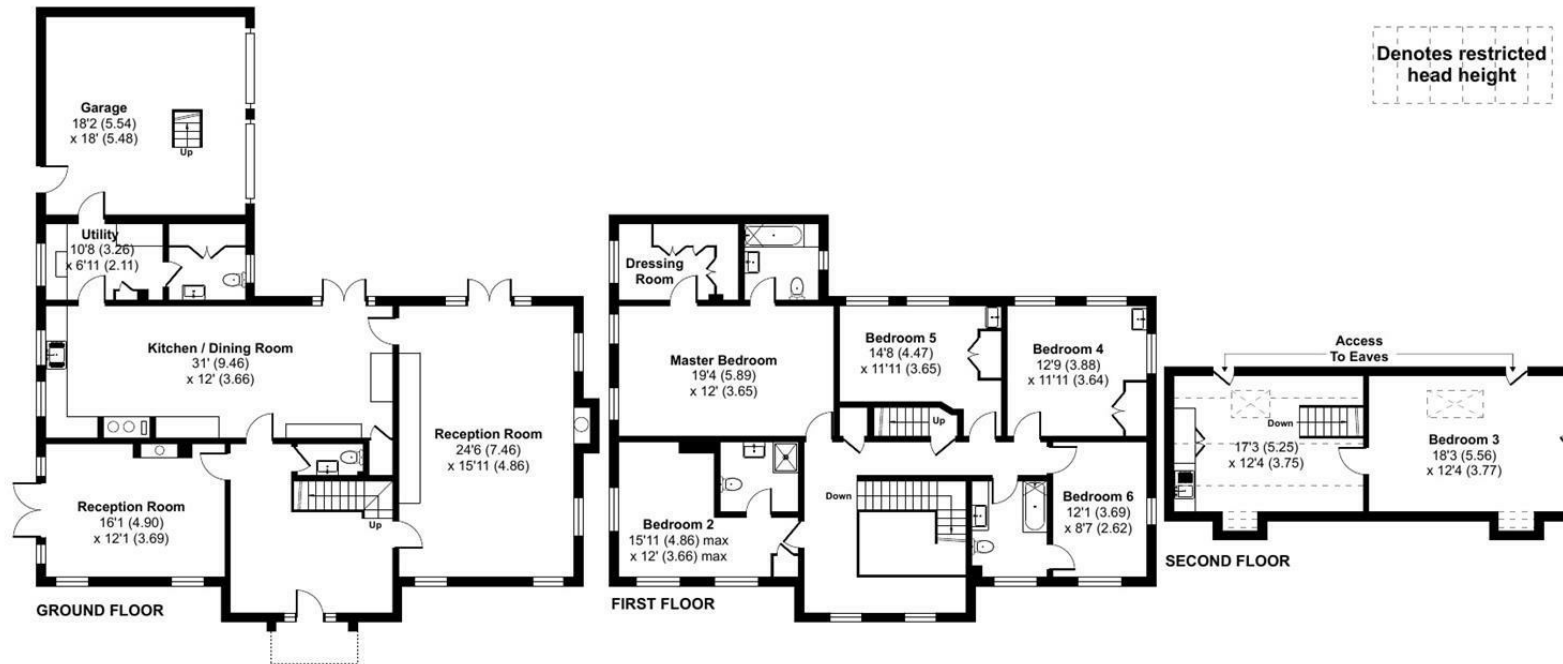 Denotes restricted
head height
Garage
18'2 (5.54)
x 18' (5.48)
Up
Utility
10'8 (3.26)
x 6'11 (2.11)
Kitchen / Dining Room
31' (9.46)
x 12' (3.66)
Reception Room
24'6 (7.46)
x 15'11 (4.86)
Reception Room
16'1 (4.90)
x 12'1 (3.69)
Up
GROUND FLOOR
Dressing
Room
Master Bedroom
19'4 (5.89)
x 12' (3.65)
Bedroom 5
14'8 (4.47)
x 11'11 (3.65)
Bedroom 4
12'9 (3.88)
x 11'11 (3.64)
Up
Down
Bedroom 2
15'11 (4.86) max
x 12' (3.66) max
Bedroom 6
12'1 (3.69)
x 8'7 (2.62)
FIRST FLOOR
Access
To Eaves
Down
17'3 (5.25)
x 12'4 (3.75)
Bedroom 3
18'3 (5.56)
x 12'4 (3.77)
SECOND FLOOR